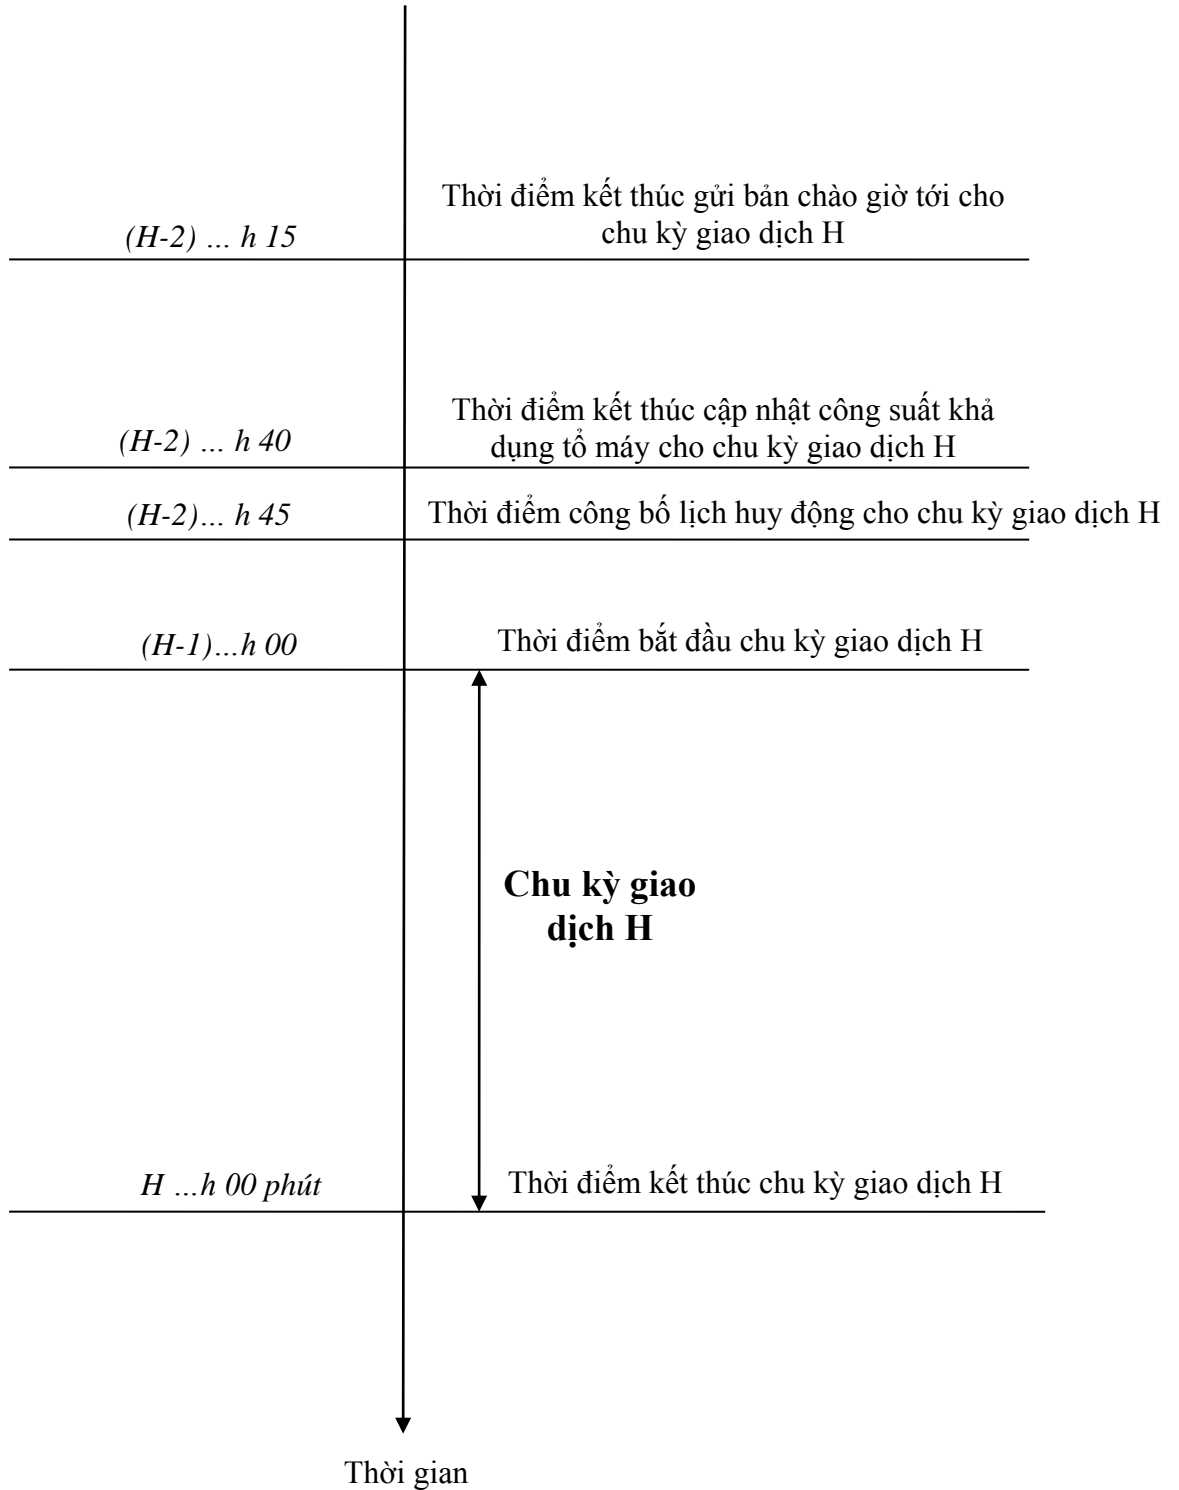 Thời điểm kết thúc gửi bản chào giờ tới cho
chu kỳ giao dịch H
(H-2) ... h 15
Thời điểm kết thúc cập nhật công suất khả
dụng tổ máy cho chu kỳ giao dịch H
(H-2) ... h 40
(H-2)... h 45
Thời điểm công bố lịch huy động cho chu kỳ giao dịch H
(H-1)...h 00
Thời điểm bắt đầu chu kỳ giao dịch H
Chu kỳ giao
dịch H
H ...h 00 phút
Thời điểm kết thúc chu kỳ giao dịch H
Thời gian